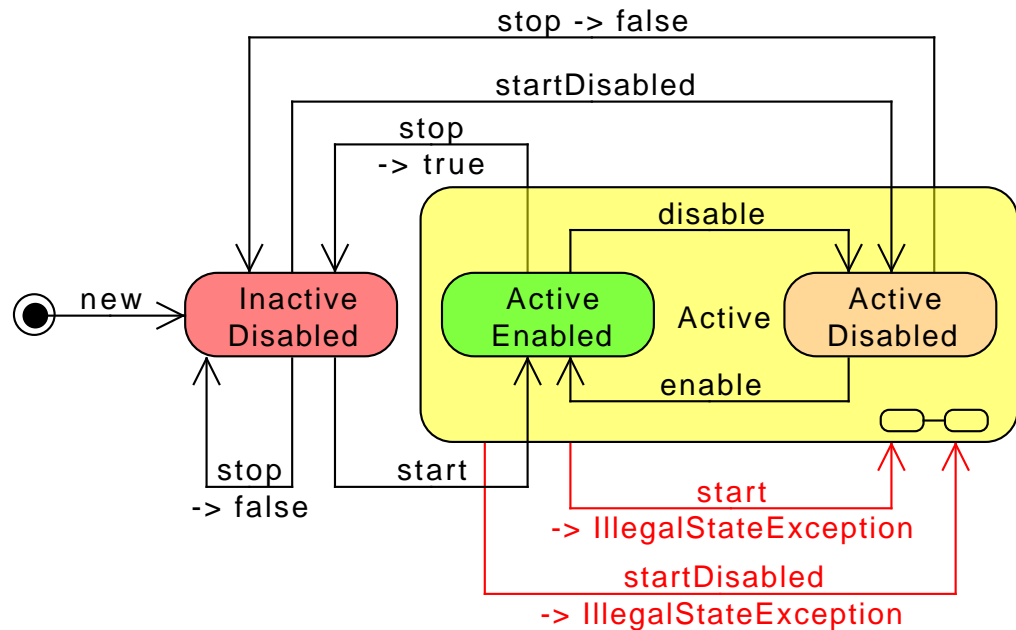 stop -> false
startDisabled
stop
-> true
disable
new
Inactive
Disabled
Active
Enabled
Active
Active
Disabled
enable
stop
-> false
start
start
-> IllegalStateException
startDisabled
-> IllegalStateException